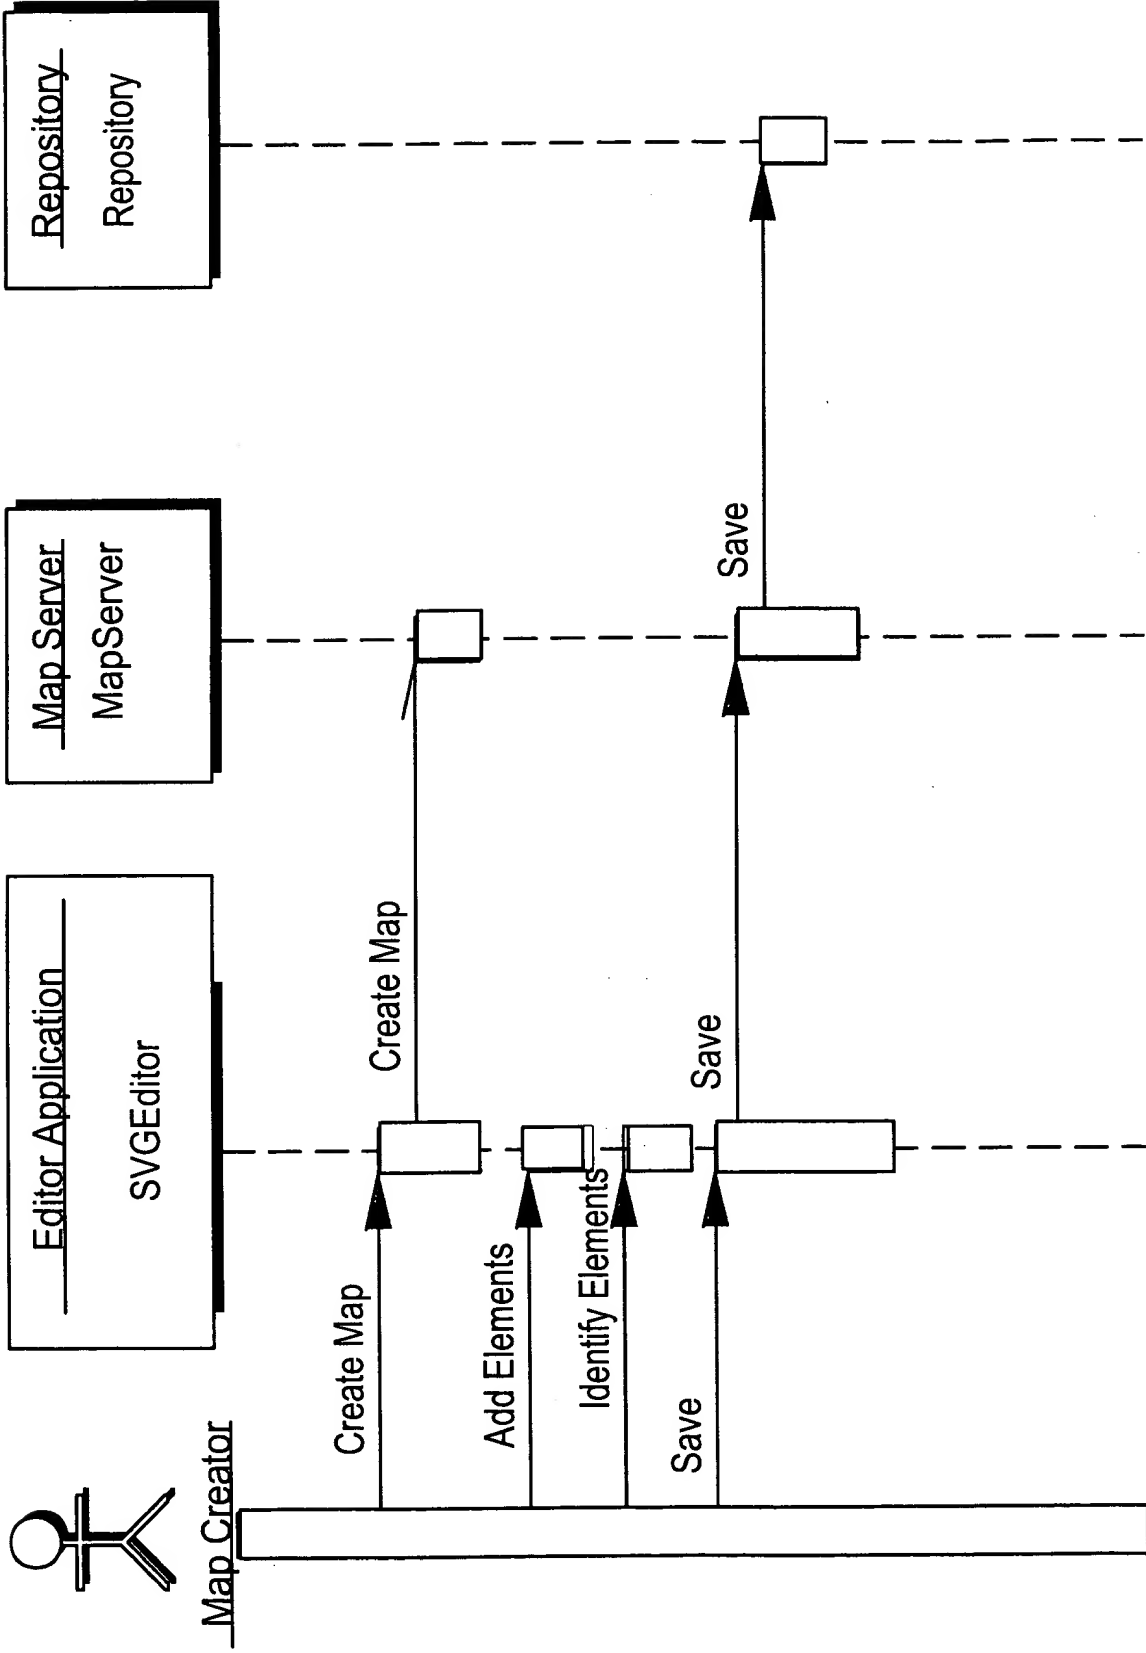 Map Creator
Editor Application
SVGEditor
Map Server
MapServer
Repository
Repository
Create Map
Create Map
Add Elements
Identify Elements
Save
Save
Save